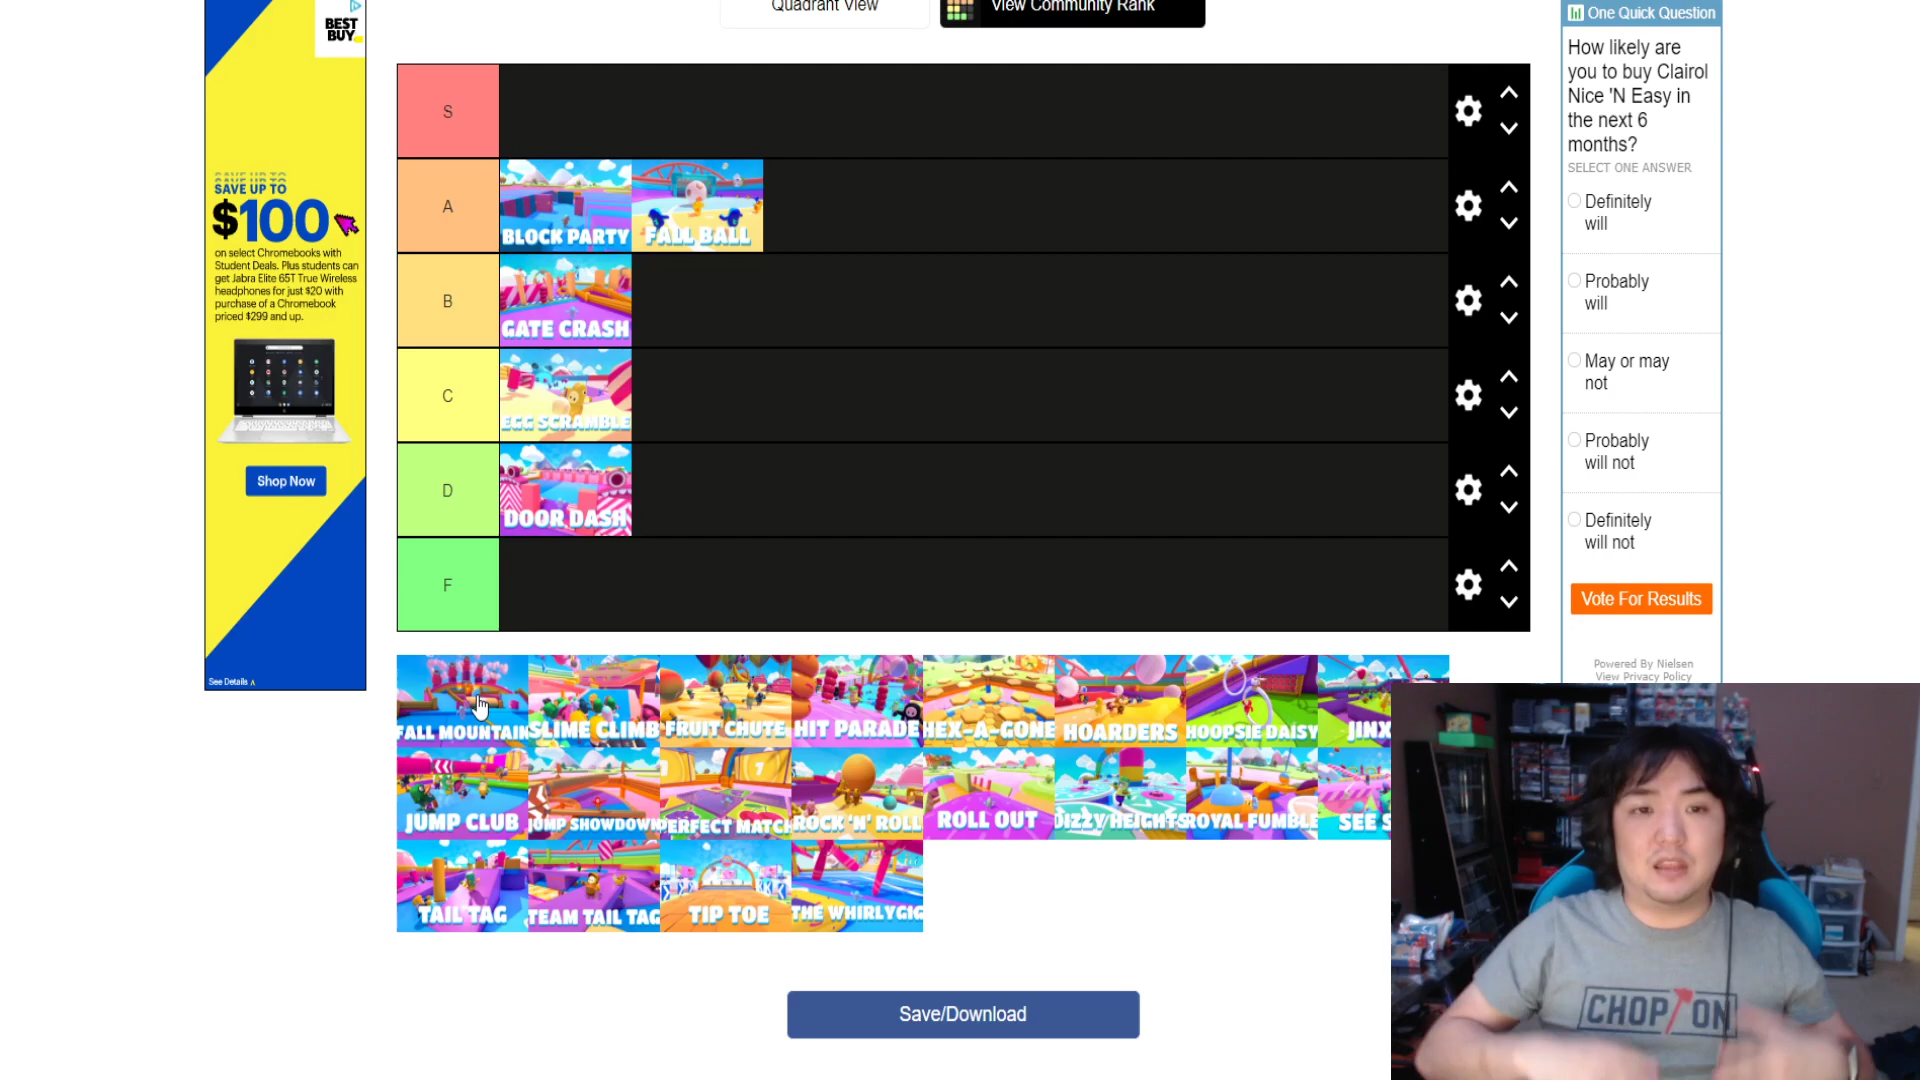 Quadrant View
View Community Rank
BEST
BUY
SAVE UP TO
SAVE UP TO
$100
on select Chromebooks with
Student Deals. Plus students can
get Jabra Elite 65T True Wireless
headphones for just $20 with
purchase of a Chromebook
priced $299 and up.
Shop Now
See Details
S
A
BLOCK PARTY
FALL BALL
B
GATE CRASH
C
EGG SCRAMBLE
D
DOOR DASH
F
FALL MOUNTAIN
SLIME CLIMB
FRUIT CHUTE
HIT PARADE
HEX-A-GONE
HOARDERS
HOOPSIE DAISY
JINX
JUMP CLUB
JUMP SHOWDOWN
PERFECT MATCH
ROCK 'N' ROLL
ROLL OUT
DIZZY HEIGHTS
ROYAL FUMBLE
SEE S
TAIL TAG
TEAM TAIL TAG
TIP TOE
THE WHIRLYGIG
Save/Download
One Quick Question
How likely are
you to buy Clairol
Nice 'N Easy in
the next 6
months?
SELECT ONE ANSWER
Definitely
will
Probably
will
May or may
not
Probably
will not
Definitely
will not
Vote For Results
Powered By Nielsen
View Privacy Policy
CHOP/ON